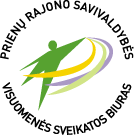 PRIENŲ RAJONO SAVIVALDYBĖS
VISUOMENĖS SVEIKATOS BIURAS